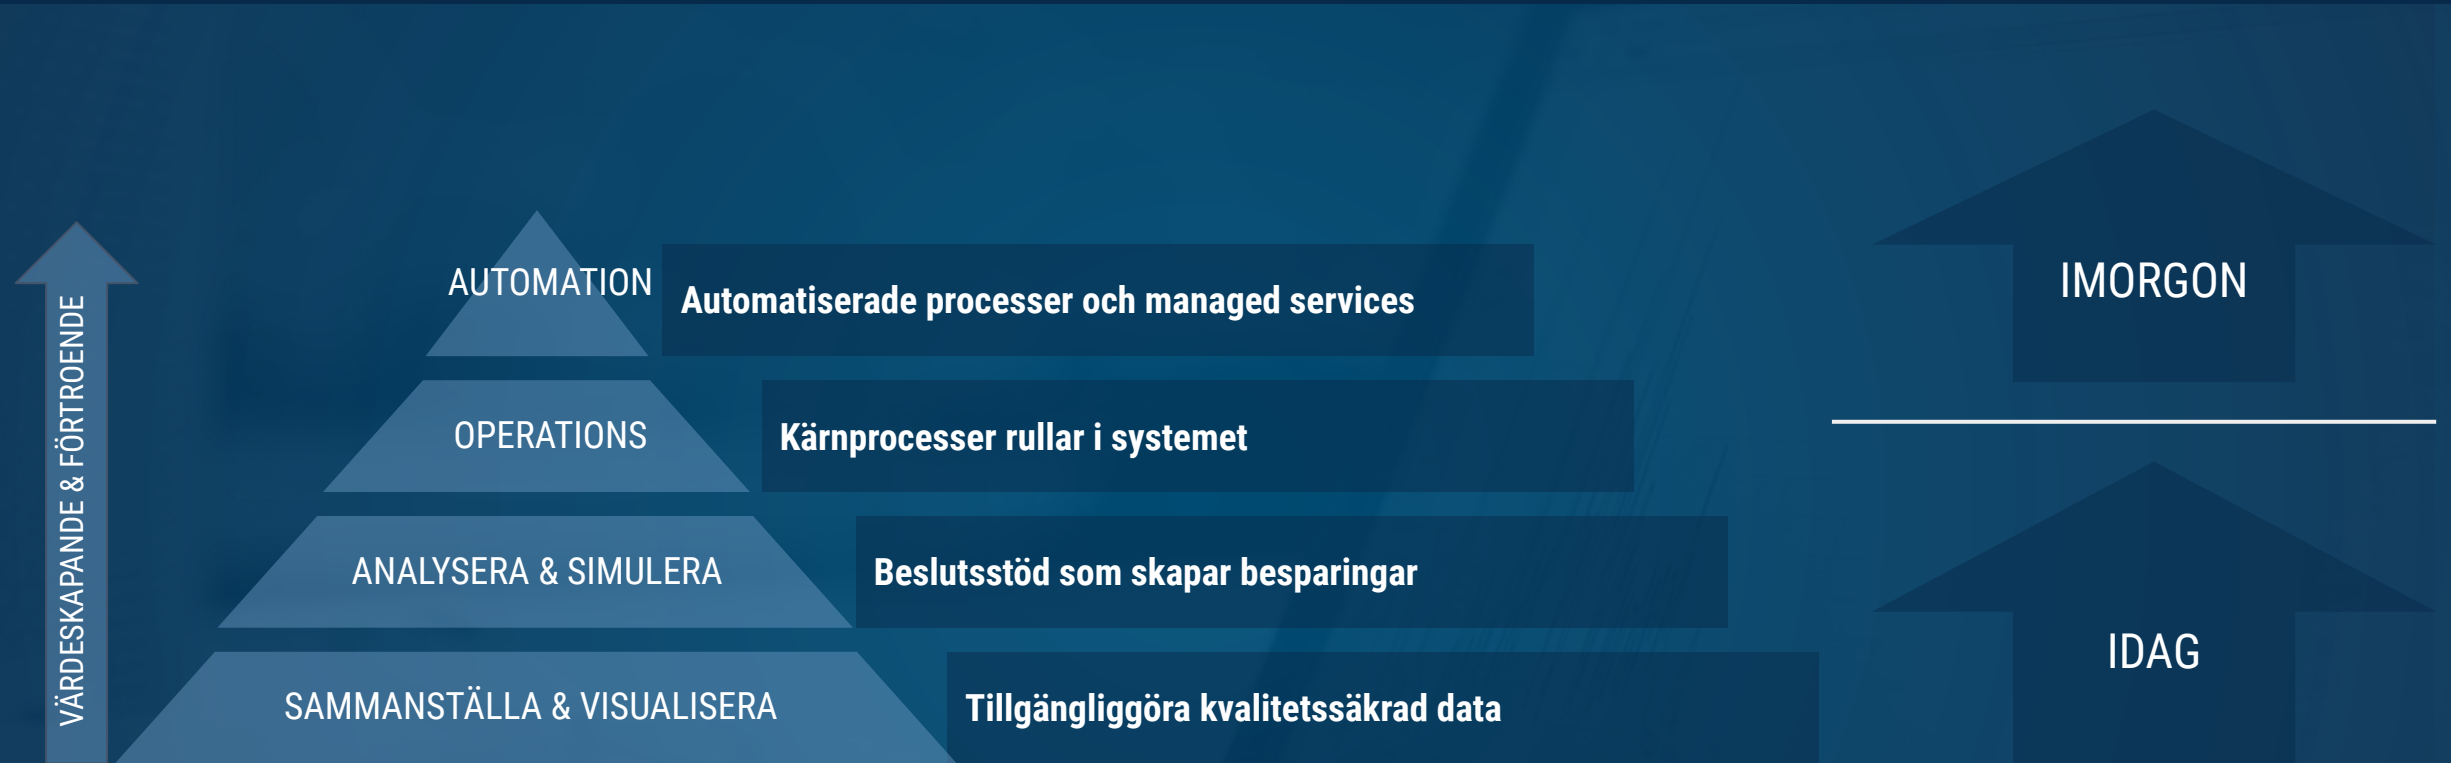 AUTOMATION
Automatiserade processer och managed services
IMORGON
OPERATIONS
Kärnprocesser rullar i systemet
ANALYSERA & SIMULERA
Beslutsstöd som skapar besparingar
IDAG
SAMMANSTÄLLA & VISUALISERA
Tillgängliggöra kvalitetssäkrad data
VÄRDESKAPANDE & FÖRTROENDE